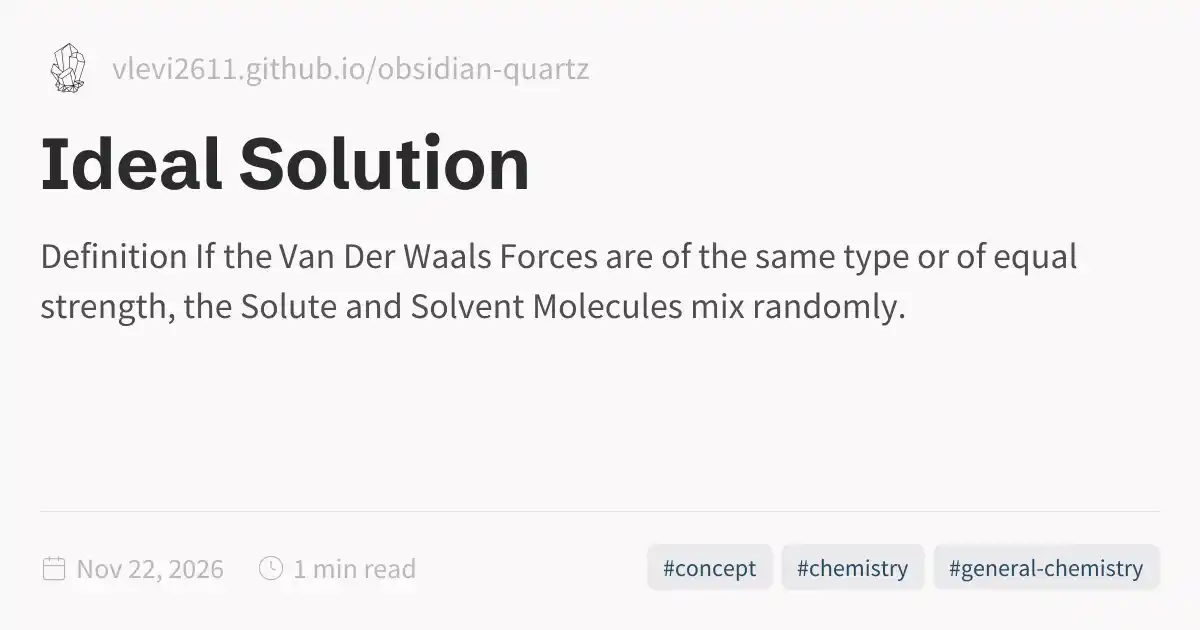 vlevi2611.github.io/obsidian-quartz
Ideal Solution
Definition If the Van Der Waals Forces are of the same type or of equal
strength, the Solute and Solvent Molecules mix randomly.
Nov 22, 2026 1 min read #concept #chemistry #general-chemistry